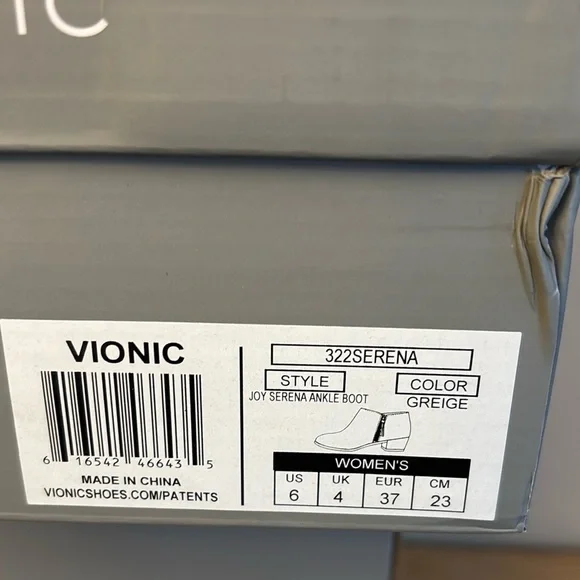 IC
VIONIC
6 16542 46643 5
MADE IN CHINA
VIONICSHOES.COM/PATENTS
322SERENA
STYLE
COLOR
JOY SERENA ANKLE BOOT
GREIGE
WOMEN'S
US UK EUR CM
6 4 37 23